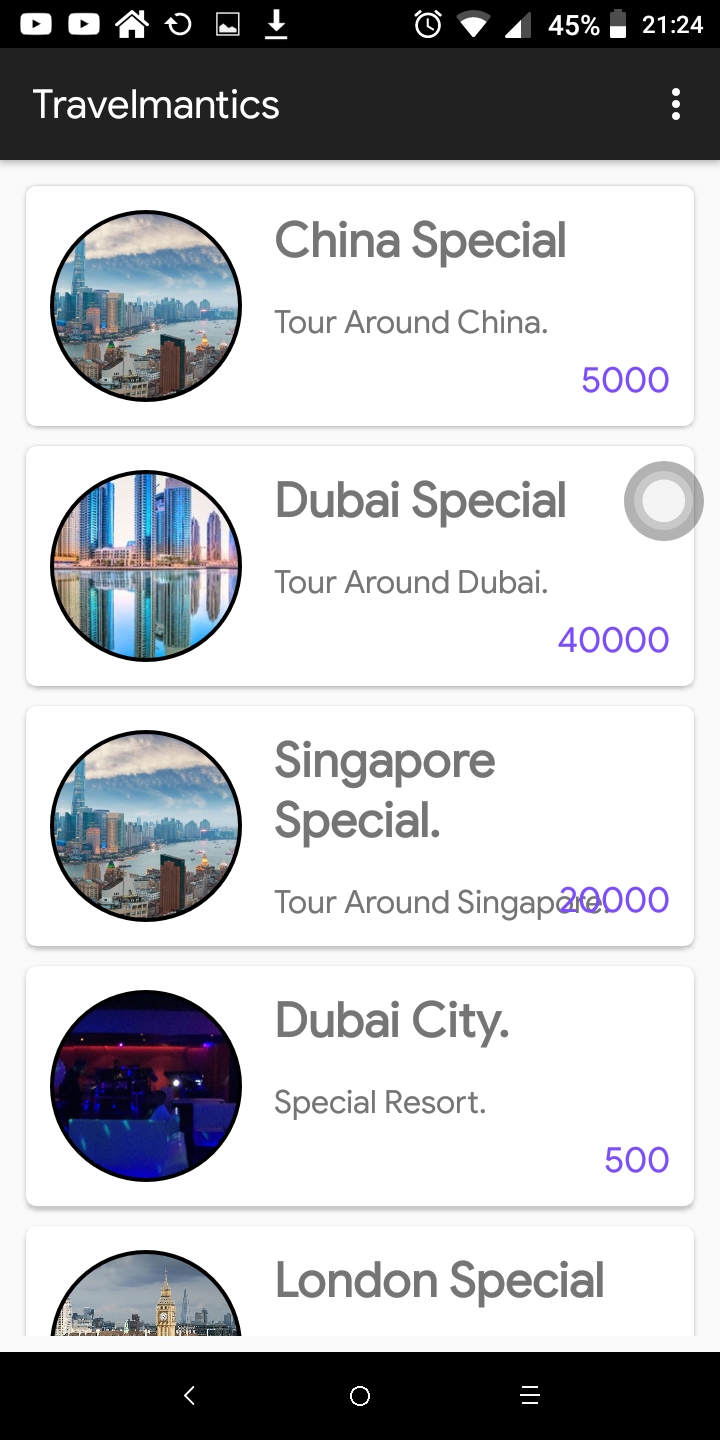 45% 21:24
Travelmantics
China Special
Tour Around China.
5000
Dubai Special
Tour Around Dubai.
40000
Singapore
Special.
Tour Around Singapore.
20000
Dubai City.
Special Resort.
500
London Special